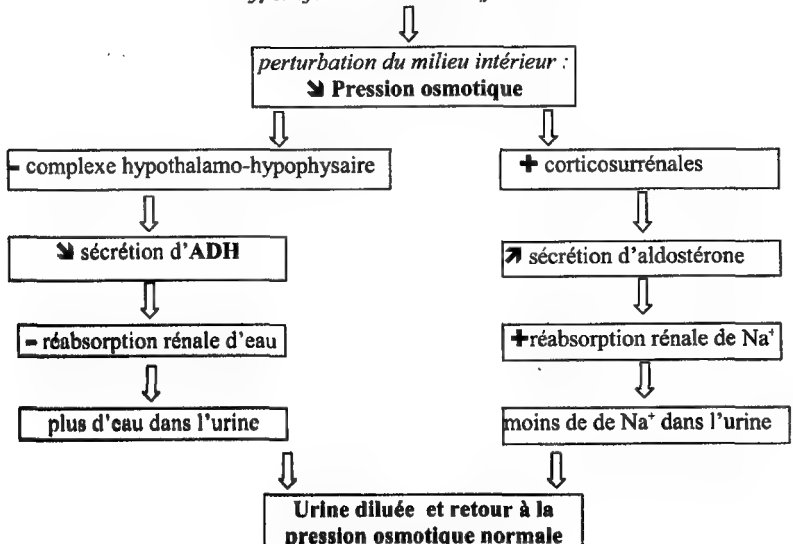 perturbation du milieu intérieur :
➘ Pression osmotique
- complexe hypothalamo-hypophysaire
+ corticosurrénales
➘ sécrétion d'ADH
➚ sécrétion d'aldostérone
- réabsorption rénale d'eau
+réabsorption rénale de Na⁺
plus d'eau dans l'urine
moins de de Na⁺ dans l'urine
Urine diluée et retour à la
pression osmotique normale